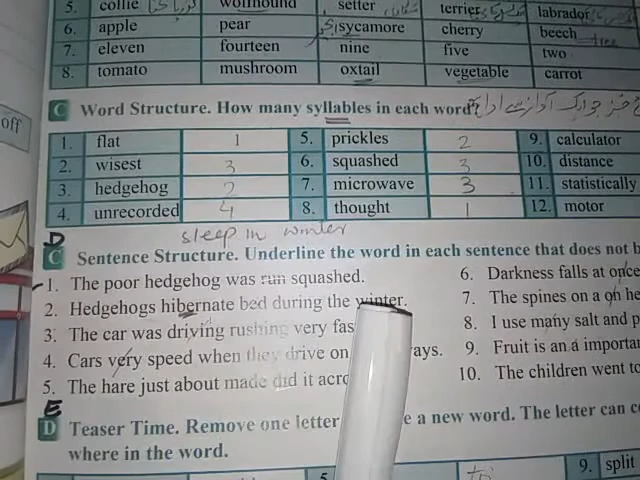 5. collie wolfhound setter terrier labrador
6. apple pear sycamore cherry beech tree
7. eleven fourteen nine five two
8. tomato mushroom oxtail vegetable carrot
off
C Word Structure. How many syllables in each word?
1. flat 1 5. prickles 2 9. calculator
2. wisest 3 6. squashed 3 10. distance
3. hedgehog 2 7. microwave 3 11. statistically
4. unrecorded 4 8. thought 1 12. motor
sleep in winter
D
C Sentence Structure. Underline the word in each sentence that does not b
1. The poor hedgehog was run squashed. 6. Darkness falls at once
2. Hedgehogs hibernate bed during the winter. 7. The spines on a on he
3. The car was driving rushing very fas 8. I use many salt and p
4. Cars very speed when they drive on ays. 9. Fruit is an a importa
5. The hare just about made did it acro 10. The children went to
E
D Teaser Time. Remove one letter e a new word. The letter can c
where in the word.
5. to 9. split